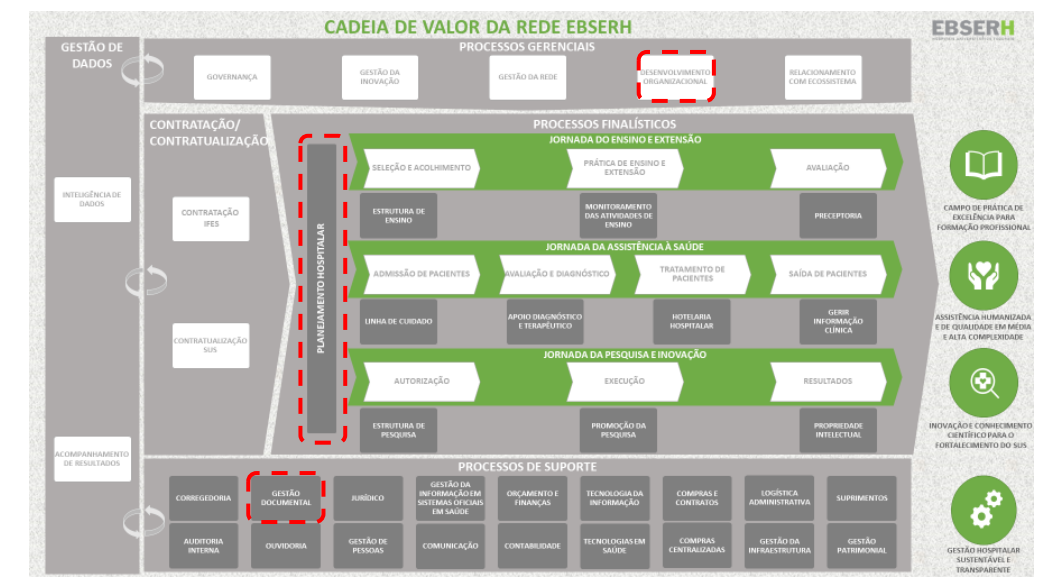 CADEIA DE VALOR DA REDE EBSERH
EBSERH
GESTÃO DE
DADOS
PROCESSOS GERENCIAIS
GOVERNANÇA
GESTÃO DA
INOVAÇÃO
GESTÃO DA REDE
DESENVOLVIMENTO
ORGANIZACIONAL
RELACIONAMENTO
COM ECOSSISTEMA
INTELIGÊNCIA DE
DADOS
ACOMPANHAMENTO
DE RESULTADOS
CONTRATAÇÃO/
CONTRATUALIZAÇÃO
CONTRATAÇÃO
IFES
CONTRATUALIZAÇÃO
SUS
PLANEJAMENTO HOSPITALAR
PROCESSOS FINALÍSTICOS
JORNADA DO ENSINO E EXTENSÃO
SELEÇÃO E ACOLHIMENTO
PRÁTICA DE ENSINO E
EXTENSÃO
AVALIAÇÃO
ESTRUTURA DE
ENSINO
MONITORAMENTO
DAS ATIVIDADES DE
ENSINO
PRECEPTORIA
JORNADA DA ASSISTÊNCIA À SAÚDE
ADMISSÃO DE PACIENTES
AVALIAÇÃO E DIAGNÓSTICO
TRATAMENTO DE
PACIENTES
SAÍDA DE PACIENTES
LINHA DE CUIDADO
APOIO DIAGNÓSTICO
E TERAPÊUTICO
HOTELARIA
HOSPITALAR
GERIR
INFORMAÇÃO
CLÍNICA
JORNADA DA PESQUISA E INOVAÇÃO
AUTORIZAÇÃO
EXECUÇÃO
RESULTADOS
ESTRUTURA DE
PESQUISA
PROMOÇÃO DA
PESQUISA
PROPRIEDADE
INTELECTUAL
PROCESSOS DE SUPORTE
CORREGEDORIA
GESTÃO
DOCUMENTAL
JURÍDICO
GESTÃO DA
INFORMAÇÃO EM
SISTEMAS OFICIAIS
EM SAÚDE
ORÇAMENTO E
FINANÇAS
TECNOLOGIA DA
INFORMAÇÃO
COMPRAS E
CONTRATOS
LOGÍSTICA
ADMINISTRATIVA
SUPRIMENTOS
AUDITORIA
INTERNA
OUVIDORIA
GESTÃO DE
PESSOAS
COMUNICAÇÃO
CONTABILIDADE
TECNOLOGIAS EM
SAÚDE
COMPRAS
CENTRALIZADAS
GESTÃO DA
INFRAESTRUTURA
GESTÃO
PATRIMONIAL
CAMPO DE PRÁTICA DE
EXCELÊNCIA PARA
FORMAÇÃO PROFISSIONAL
ASSISTÊNCIA HUMANIZADA
E DE QUALIDADE EM MÉDIA
E ALTA COMPLEXIDADE
INOVAÇÃO E CONHECIMENTO
CIENTÍFICO PARA O
FORTALECIMENTO DO SUS
GESTÃO HOSPITALAR
SUSTENTÁVEL E
TRANSPARENTE